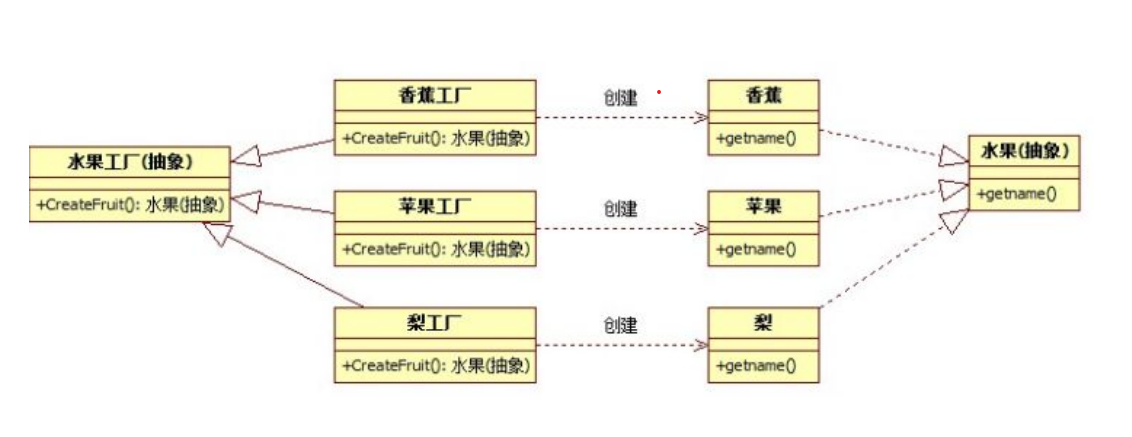 香蕉工厂
+CreateFruit(): 水果(抽象)
创建
香蕉
+getname()
水果工厂(抽象)
+CreateFruit(): 水果(抽象)
苹果工厂
+CreateFruit(): 水果(抽象)
创建
苹果
+getname()
水果(抽象)
+getname()
梨工厂
+CreateFruit(): 水果(抽象)
创建
梨
+getname()